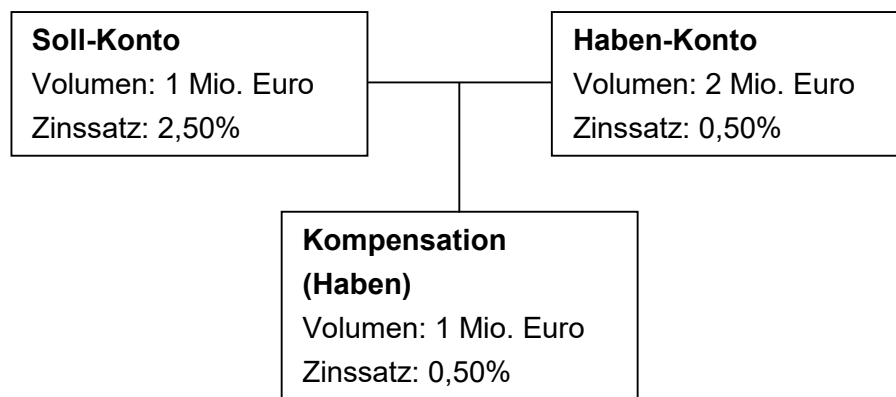 Soll-Konto
Volumen: 1 Mio. Euro
Zinssatz: 2,50%
Haben-Konto
Volumen: 2 Mio. Euro
Zinssatz: 0,50%
Kompensation
(Haben)
Volumen: 1 Mio. Euro
Zinssatz: 0,50%